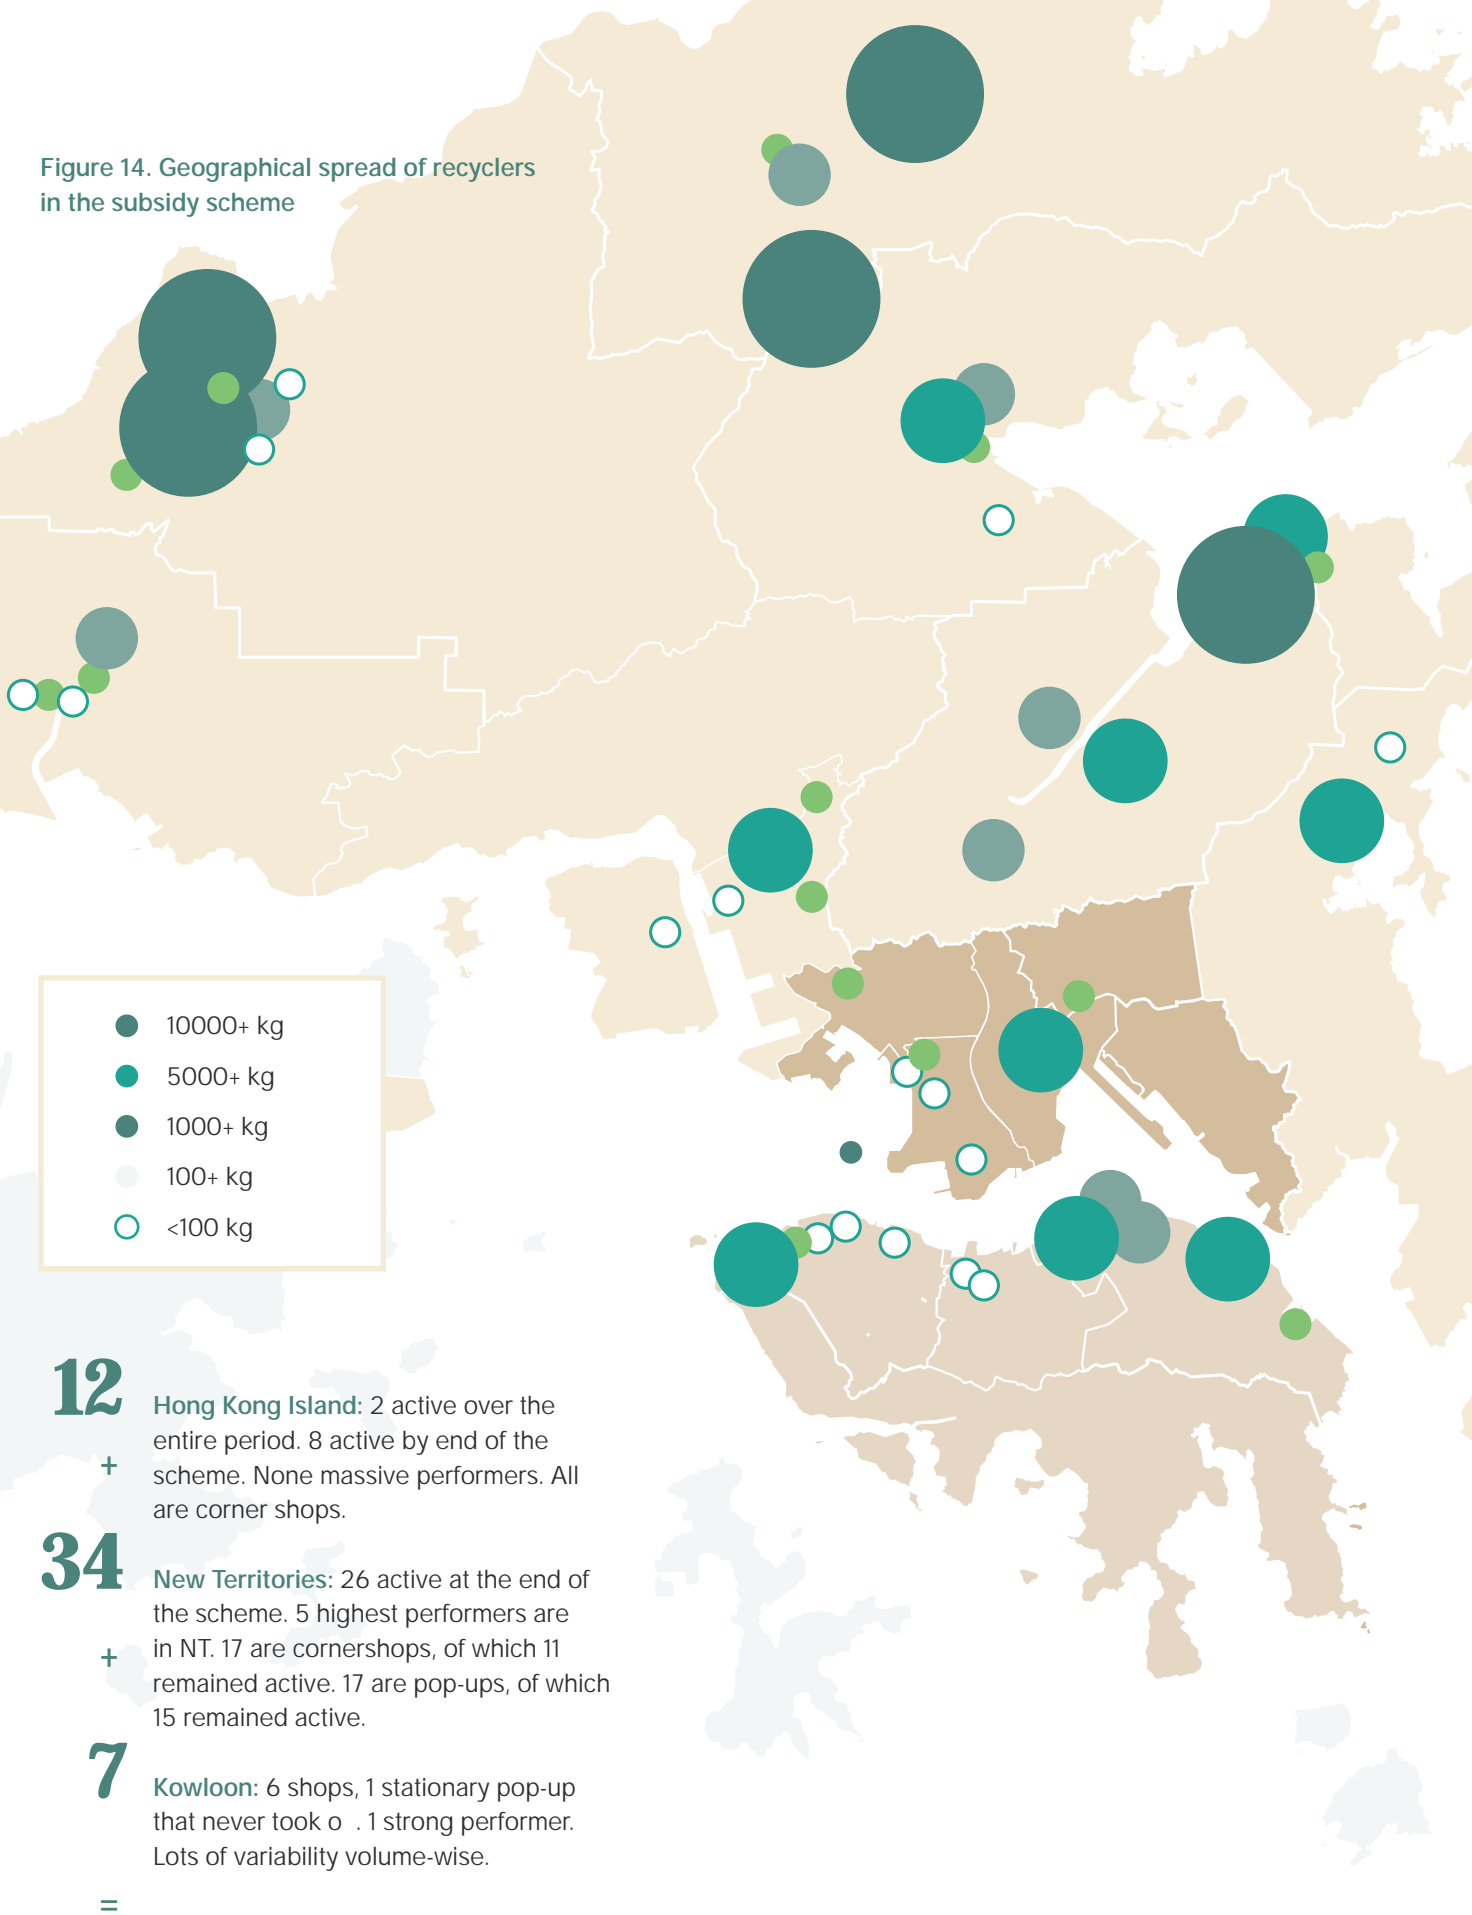 Figure 14. Geographical spread of recyclers
in the subsidy scheme
10000+ kg
5000+ kg
1000+ kg
100+ kg
<100 kg
12
Hong Kong Island: 2 active over the
entire period. 8 active by end of the
scheme. None massive performers. All
are corner shops.
+
34
New Territories: 26 active at the end of
the scheme. 5 highest performers are
in NT. 17 are cornershops, of which 11
remained active. 17 are pop-ups, of which
15 remained active.
+
7
Kowloon: 6 shops, 1 stationary pop-up
that never took o . 1 strong performer.
Lots of variability volume-wise.
=